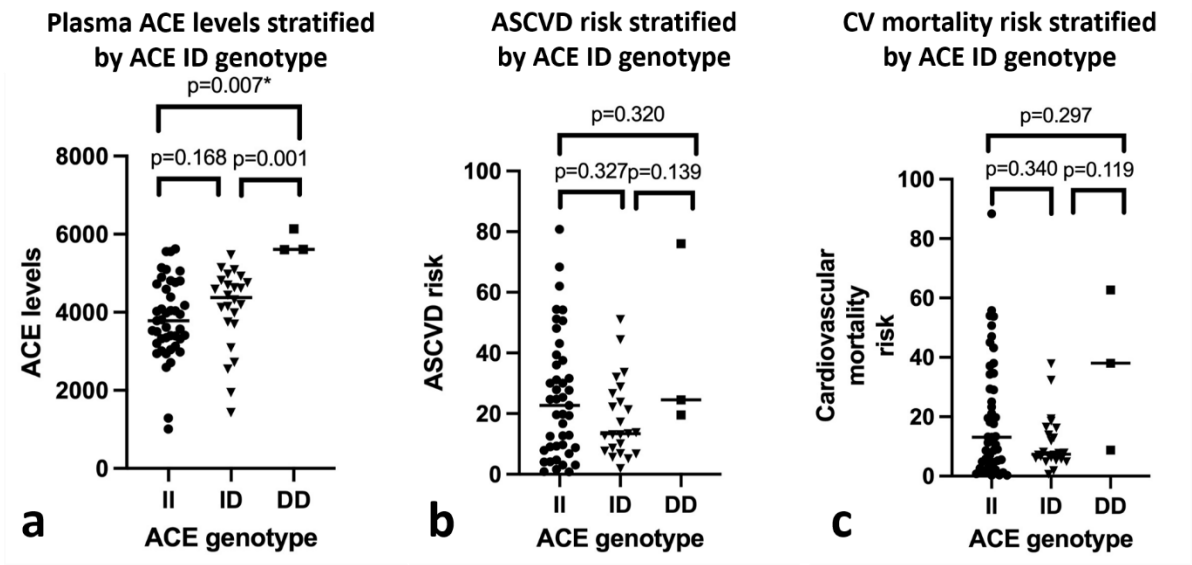 Plasma ACE levels stratified
by ACE ID genotype
p=0.007*
p=0.168 p=0.001
8000
6000
4000
2000
0
ACE levels
II ID DD
ACE genotype
a
ASCVD risk stratified
by ACE ID genotype
p=0.320
p=0.327 p=0.139
100
80
60
40
20
0
ASCVD risk
II ID DD
ACE genotype
b
CV mortality risk stratified
by ACE ID genotype
p=0.297
p=0.340 p=0.119
100
80
60
40
20
0
Cardiovascular
mortality
risk
II ID DD
ACE genotype
c